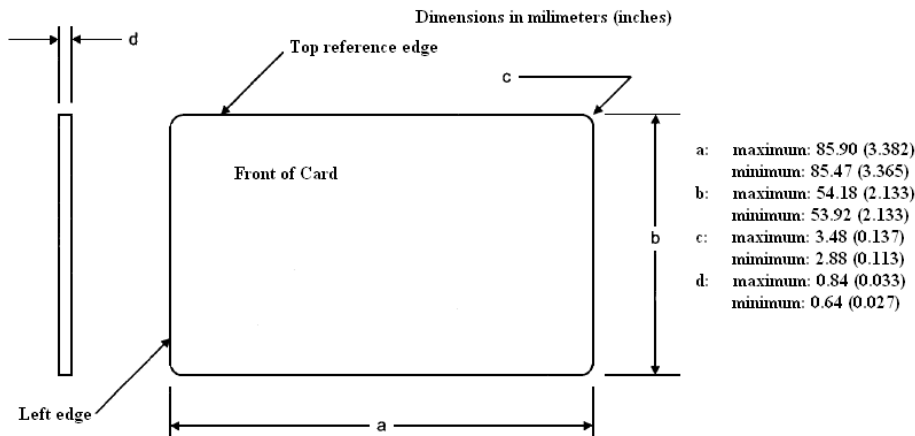 Dimensions in milimeters (inches)
d
Top reference edge
c
Front of Card
a: maximum: 85.90 (3.382)
minimum: 85.47 (3.365)
b: maximum: 54.18 (2.133)
minimum: 53.92 (2.133)
c: maximum: 3.48 (0.137)
mimimum: 2.88 (0.113)
d: maximum: 0.84 (0.033)
minimum: 0.64 (0.027)
b
Left edge
a